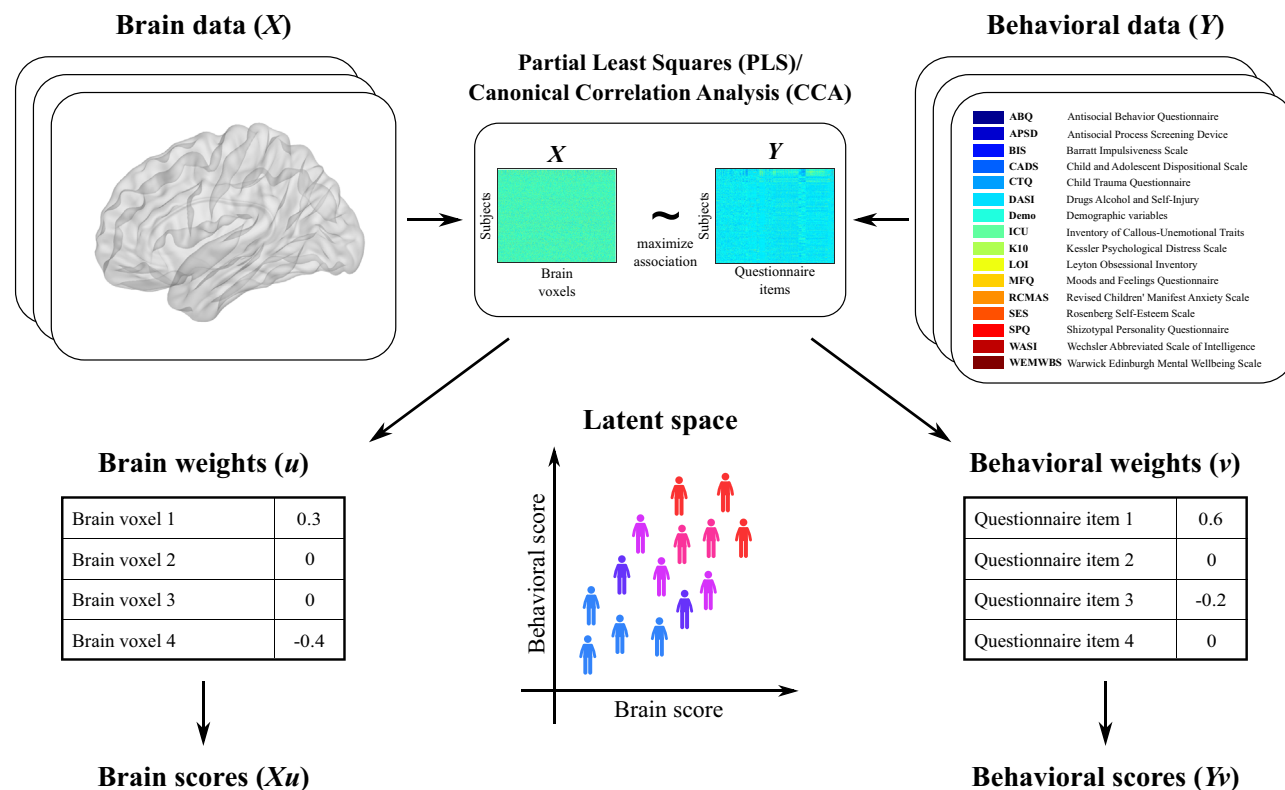 Brain data (X)
Behavioral data (Y)
Partial Least Squares (PLS)/
Canonical Correlation Analysis (CCA)
X
Subjects
Brain
voxels
~
maximize
association
Y
Subjects
Questionnaire
items
ABQ Antisocial Behavior Questionnaire
APSD Antisocial Process Screening Device
BIS Barratt Impulsiveness Scale
CADS Child and Adolescent Dispositional Scale
CTQ Child Trauma Questionnaire
DASI Drugs Alcohol and Self-Injury
Demo Demographic variables
ICU Inventory of Callous-Unemotional Traits
K10 Kessler Psychological Distress Scale
LOI Leyton Obsessional Inventory
MFQ Moods and Feelings Questionnaire
RCMAS Revised Children' Manifest Anxiety Scale
SES Rosenberg Self-Esteem Scale
SPQ Shizotypal Personality Questionnaire
WASI Wechsler Abbreviated Scale of Intelligence
WEMWBS Warwick Edinburgh Mental Wellbeing Scale
Brain weights (u)
Brain voxel 1 0.3
Brain voxel 2 0
Brain voxel 3 0
Brain voxel 4 -0.4
Brain scores (Xu)
Latent space
Behavioral score
Brain score
Behavioral weights (v)
Questionnaire item 1 0.6
Questionnaire item 2 0
Questionnaire item 3 -0.2
Questionnaire item 4 0
Behavioral scores (Yv)